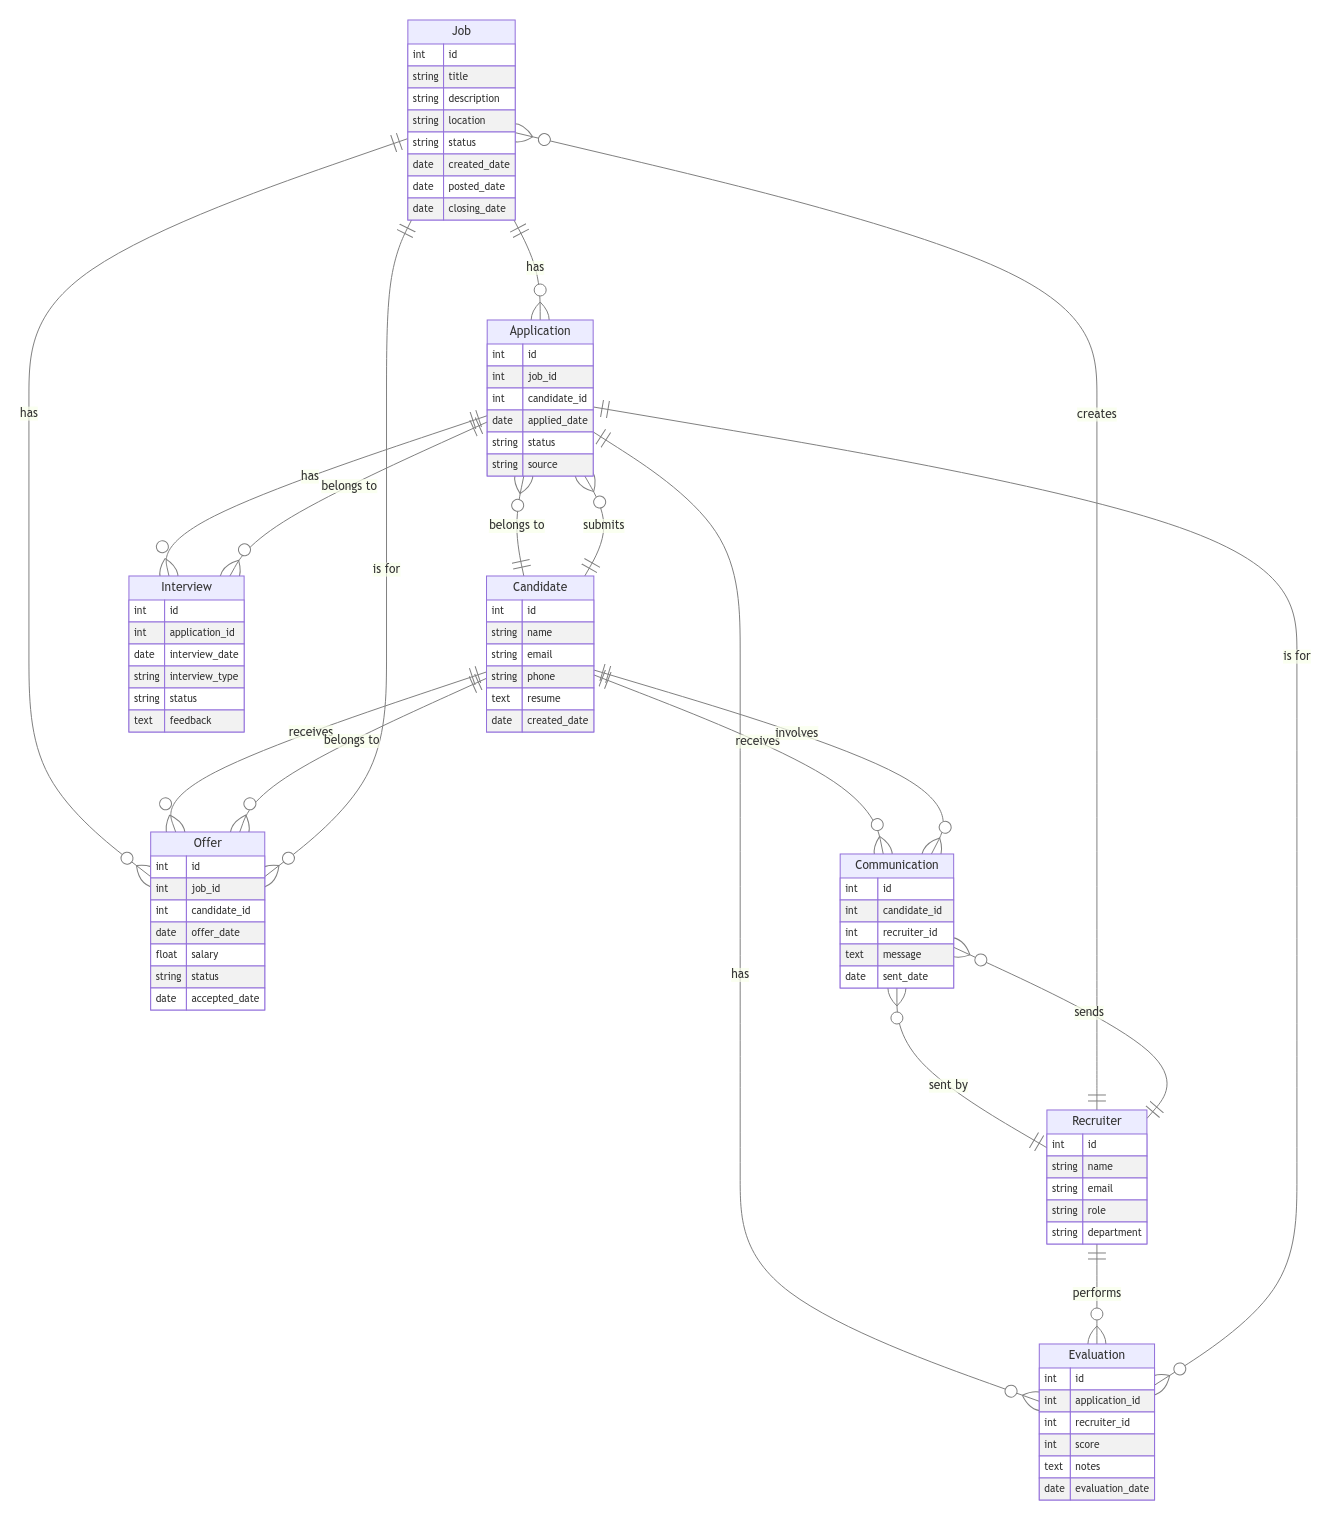 Job
int id
string title
string description
string location
string status
date created_date
date posted_date
date closing_date
has
Application
int id
int job_id
int candidate_id
date applied_date
string status
string source
has
creates
has
belongs to
belongs to
submits
is for
Interview
int id
int application_id
date interview_date
string interview_type
string status
text feedback
Candidate
int id
string name
string email
string phone
text resume
date created_date
is for
receives
belongs to
receives
involves
Offer
int id
int job_id
int candidate_id
date offer_date
float salary
string status
date accepted_date
Communication
int id
int candidate_id
int recruiter_id
text message
date sent_date
has
sends
sent by
Recruiter
int id
string name
string email
string role
string department
performs
Evaluation
int id
int application_id
int recruiter_id
int score
text notes
date evaluation_date